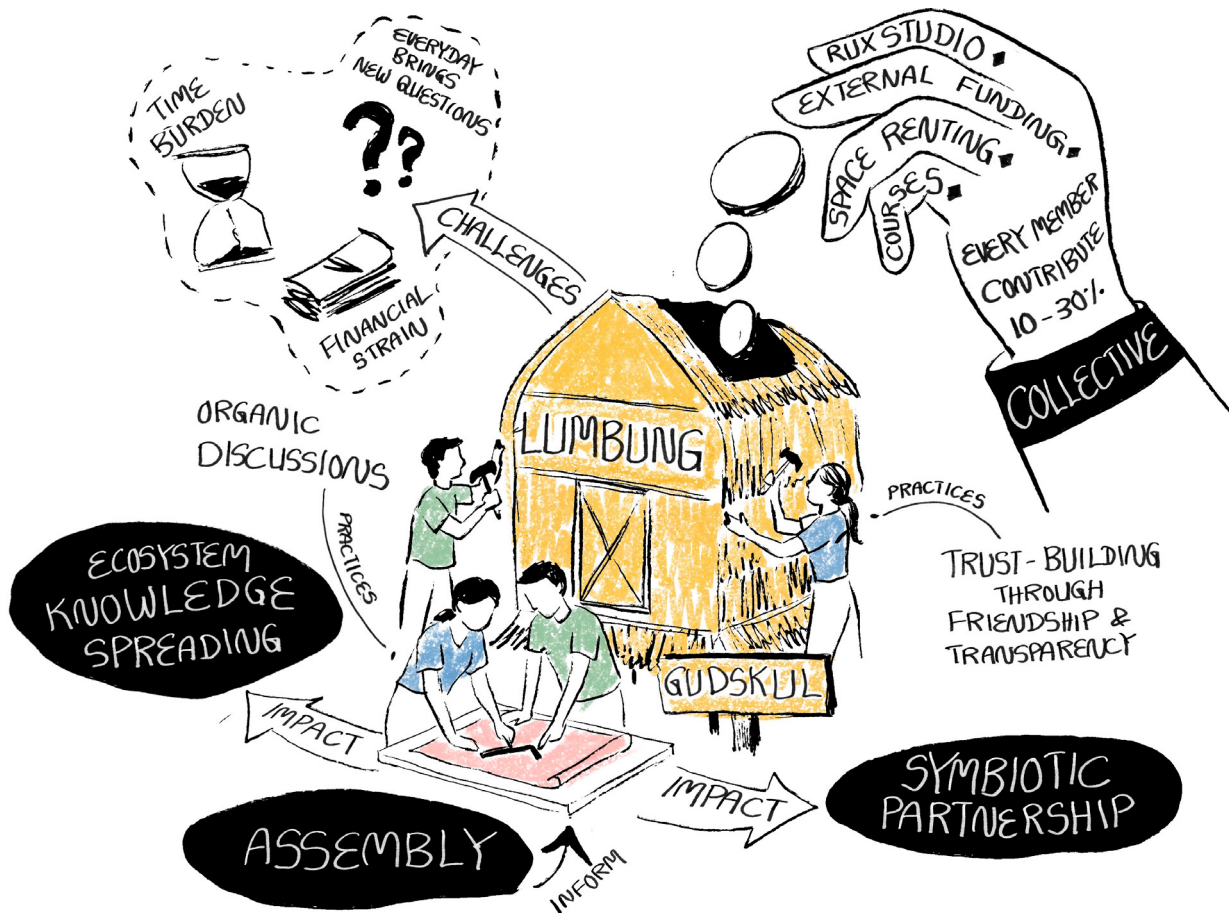 EVERYDAY
BRINGS
NEW QUESTIONS
??
TIME
BURDEN
FINANCIAL
STRAIN
CHALLENGES
RUX STUDIO
EXTERNAL FUNDING
SPACE RENTING
COURSES
EVERY MEMBER
CONTRIBUTE
10-30%
COLLECTIVE
LUMBUNG
ORGANIC
DISCUSSIONS
PRACTICES
PRACTICES
TRUST-BUILDING
THROUGH
FRIENDSHIP &
TRANSPARENCY
ECOSYSTEM
KNOWLEDGE
SPREADING
GUDSKUL
IMPACT
IMPACT
SYMBIOTIC
PARTNERSHIP
ASSEMBLY
INFORM